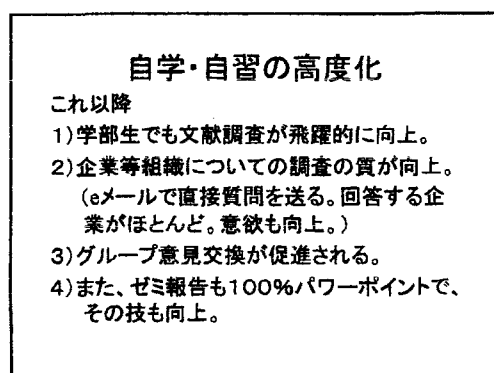 自学・自習の高度化
これ以降
1)学部生でも文献調査が飛躍的に向上。
2)企業等組織についての調査の質が向上。
(eメールで直接質問を送る。回答する企
業がほとんど。意欲も向上。)
3)グループ意見交換が促進される。
4)また、ゼミ報告も100%パワーポイントで、
その技も向上。